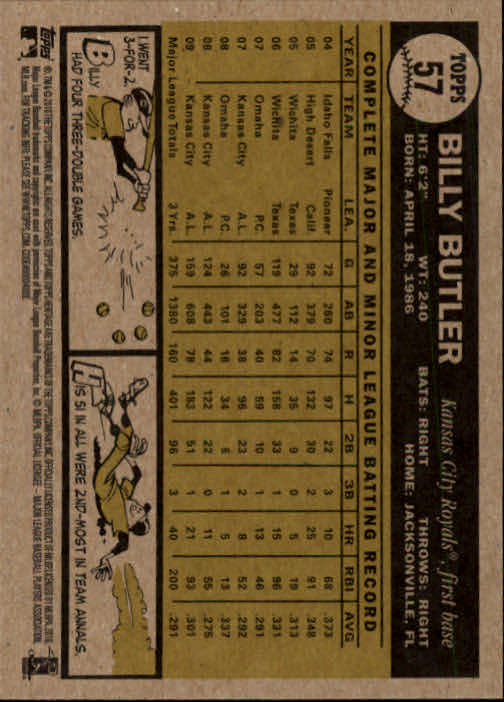 TOPPS
57
BILLY BUTLER
Kansas City Royals®, first base
HT: 6'2" WT: 240 BATS: RIGHT THROWS: RIGHT
BORN: APRIL 18, 1986 HOME: JACKSONVILLE, FL
COMPLETE MAJOR AND MINOR LEAGUE BATTING RECORD
YEAR TEAM LEA. G AB R H 2B 3B HR RBI AVG
04 Idaho Falls Pioneer 72 260 74 97 22 3 10 68 .373
05 High Desert Calif. 92 379 70 132 30 2 25 91 .348
05 Wichita Texas 29 112 14 35 9 0 5 19 .313
06 Wichita Texas 119 477 82 158 33 1 15 96 .331
07 Omaha P.C. 57 203 40 59 10 1 13 46 .291
07 Kansas City A.L. 92 329 38 96 23 2 8 52 .292
08 Omaha P.C. 26 101 18 34 6 1 5 13 .337
08 Kansas City A.L. 124 443 44 122 22 0 11 55 .275
09 Kansas City A.L. 159 608 78 183 51 1 21 93 .301
Major League Totals 3 Yrs. 375 1380 160 401 96 3 40 200 .291
I WENT
3-FOR-2.
BILLY
HAD FOUR THREE-DOUBLE GAMES.
HIS 51 IN ALL WERE 2ND-MOST IN TEAM ANNALS.